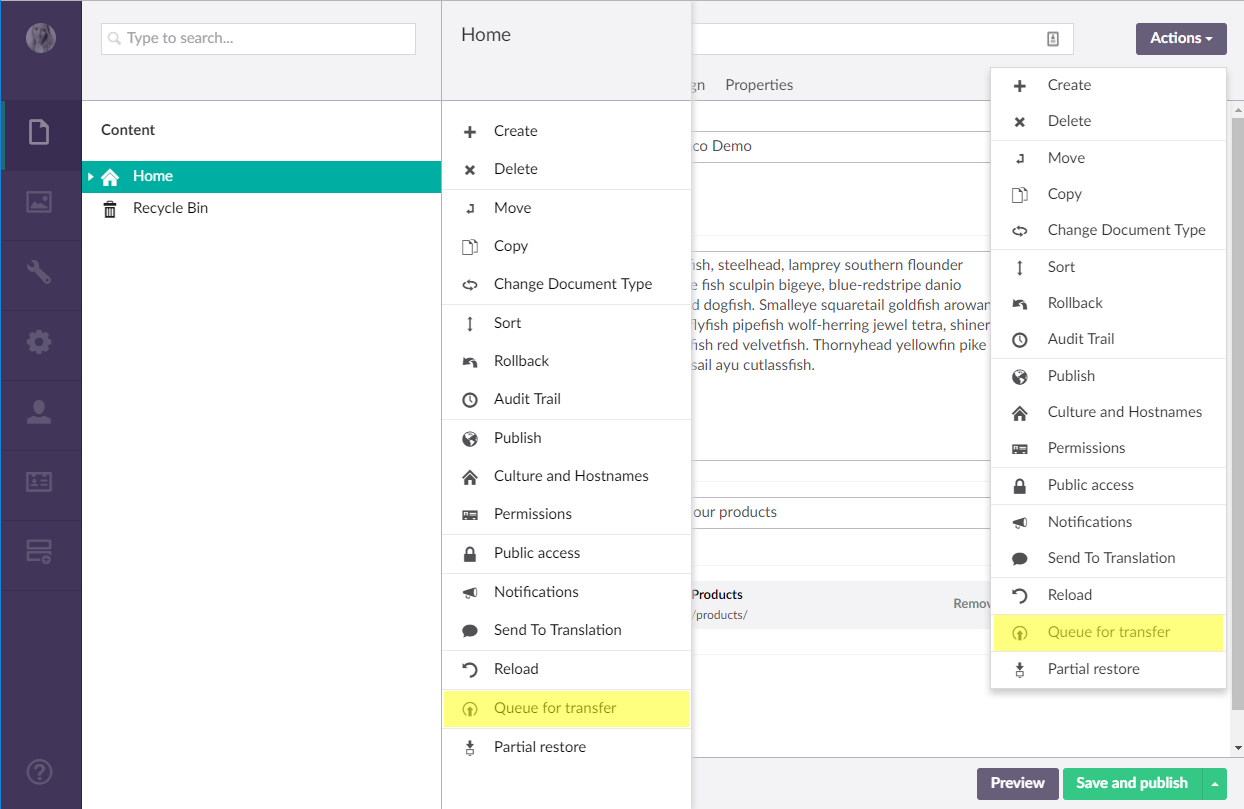 Type to search...
Content
Home
Recycle Bin
Home
Create
Delete
Move
Copy
Change Document Type
Sort
Rollback
Audit Trail
Publish
Culture and Hostnames
Permissions
Public access
Notifications
Send To Translation
Reload
Queue for transfer
Partial restore
gn Properties
co Demo
ish, steelhead, lamprey southern flounder
e fish sculpin bigeye, blue-redstripe danio
d dogfish. Smalleye squaretail goldfish arowan
lyfish pipefish wolf-herring jewel tetra, shiner
fish red velvetfish. Thornyhead yellowfin pike
sail ayu cutlassfish.
our products
Products
/products/
Remov
Actions
Create
Delete
Move
Copy
Change Document Type
Sort
Rollback
Audit Trail
Publish
Culture and Hostnames
Permissions
Public access
Notifications
Send To Translation
Reload
Queue for transfer
Partial restore
Preview
Save and publish